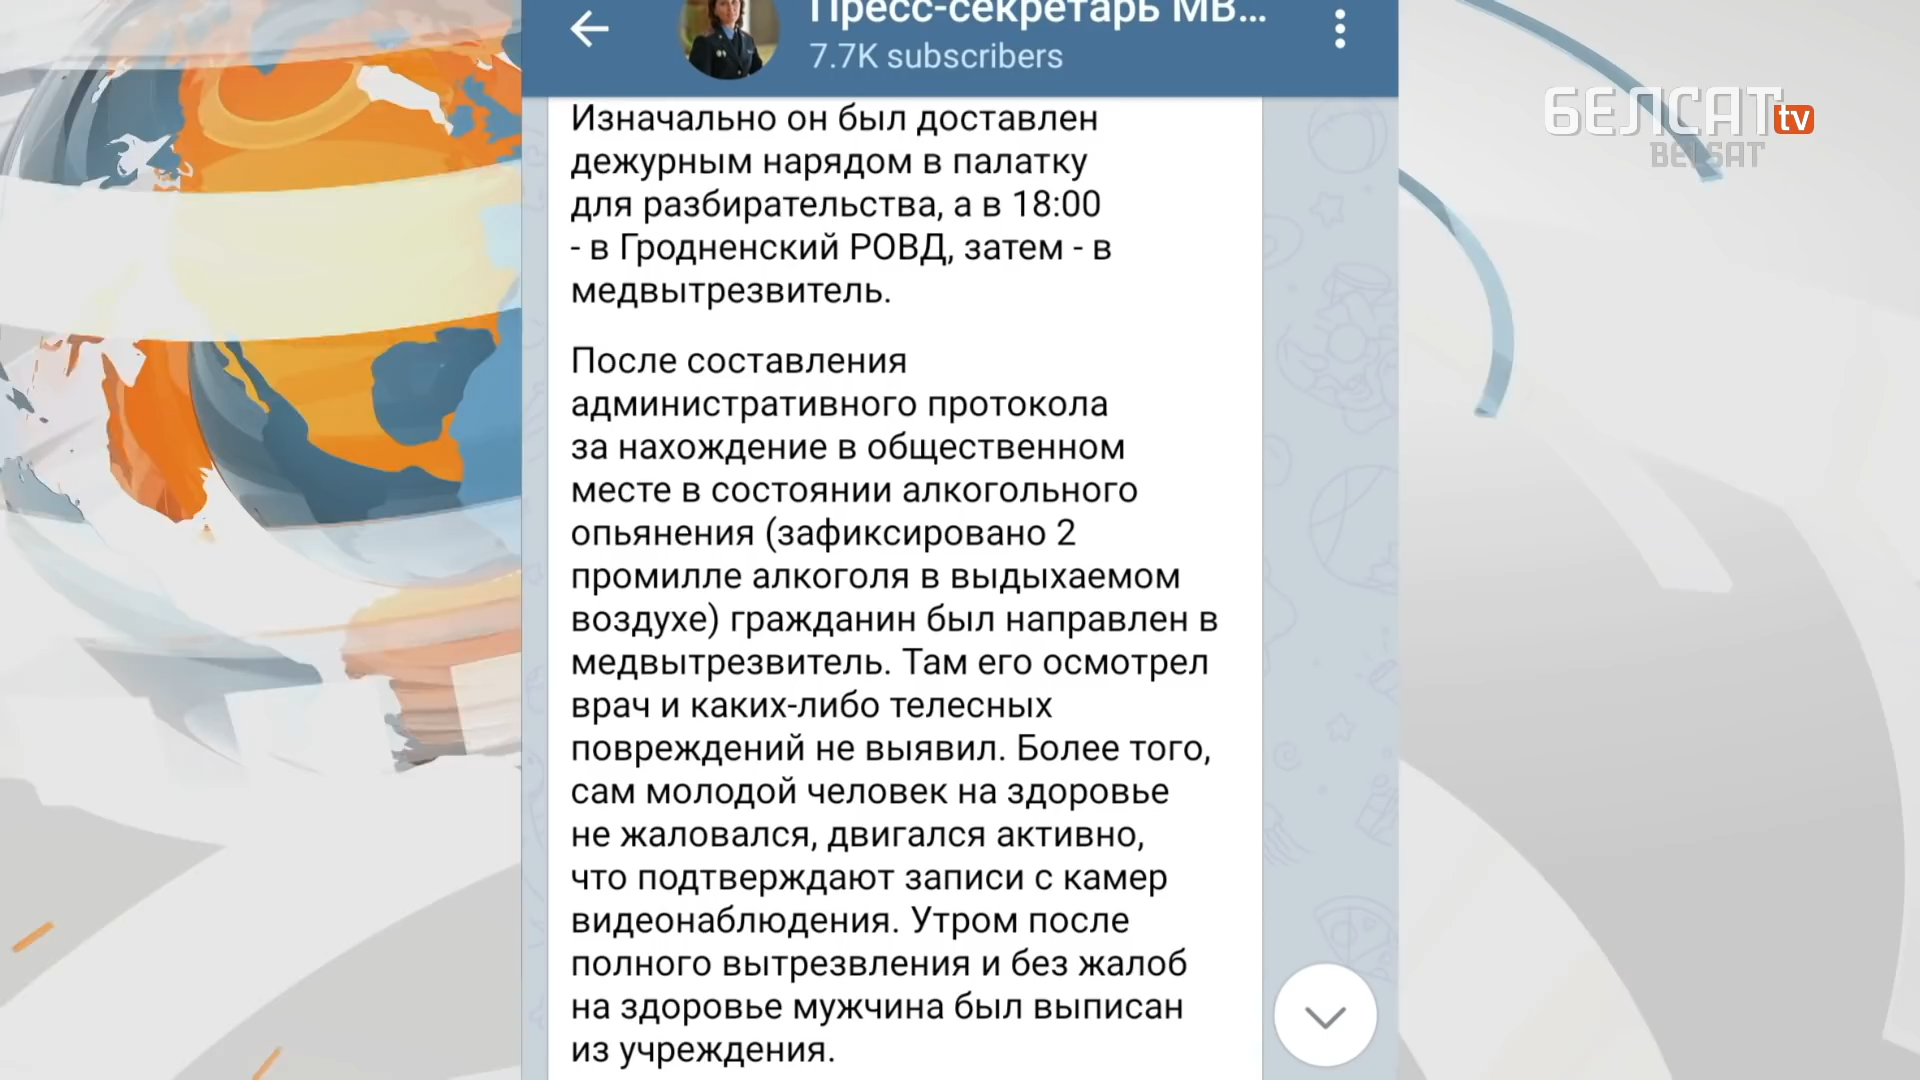 Пресс-секретарь МВ...
7.7K subscribers
БЕЛСАТ tv
BELSAT
Изначально он был доставлен
дежурным нарядом в палатку
для разбирательства, а в 18:00
- в Гродненский РОВД, затем - в
медвытрезвитель.
После составления
административного протокола
за нахождение в общественном
месте в состоянии алкогольного
опьянения (зафиксировано 2
промилле алкоголя в выдыхаемом
воздухе) гражданин был направлен в
медвытрезвитель. Там его осмотрел
врач и каких-либо телесных
повреждений не выявил. Более того,
сам молодой человек на здоровье
не жаловался, двигался активно,
что подтверждают записи с камер
видеонаблюдения. Утром после
полного вытрезвления и без жалоб
на здоровье мужчина был выписан
из учреждения.